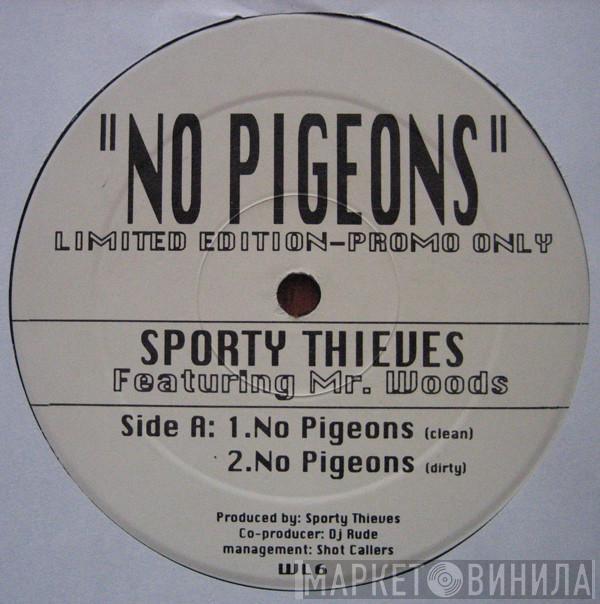 "NO PIGEONS"
LIMITED EDITION-PROMO ONLY
SPORTY THIEVES
Featuring Mr. Woods
Side A: 1.No Pigeons (clean)
2.No Pigeons (dirty)
Produced by: Sporty Thieves
Co-producer: Dj Rude
management: Shot Callers
WL6
МАРКЕТ ВИНИЛА